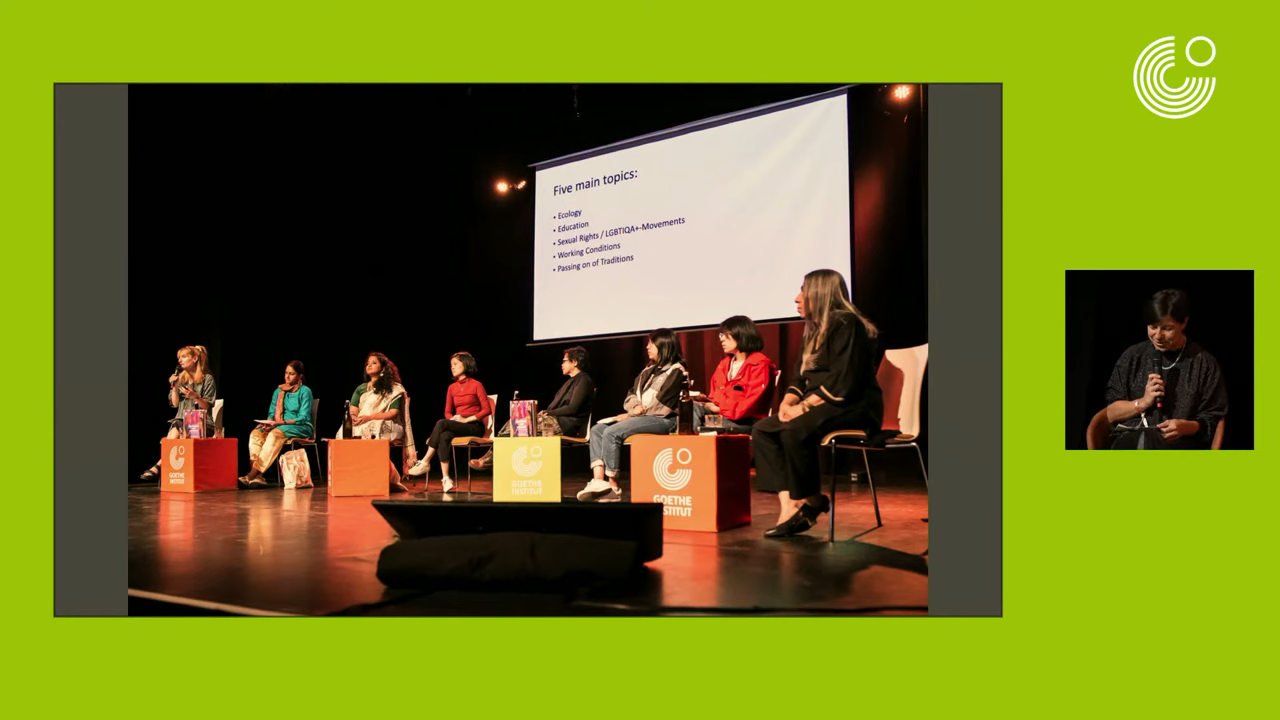 Five main topics:
• Ecology
• Education
• Sexual Rights / LGBTIQA+-Movements
• Working Conditions
• Passing on of Traditions
GOETHE
INSTITUT
GOETHE
INSTITUT
GOETHE
STITUT